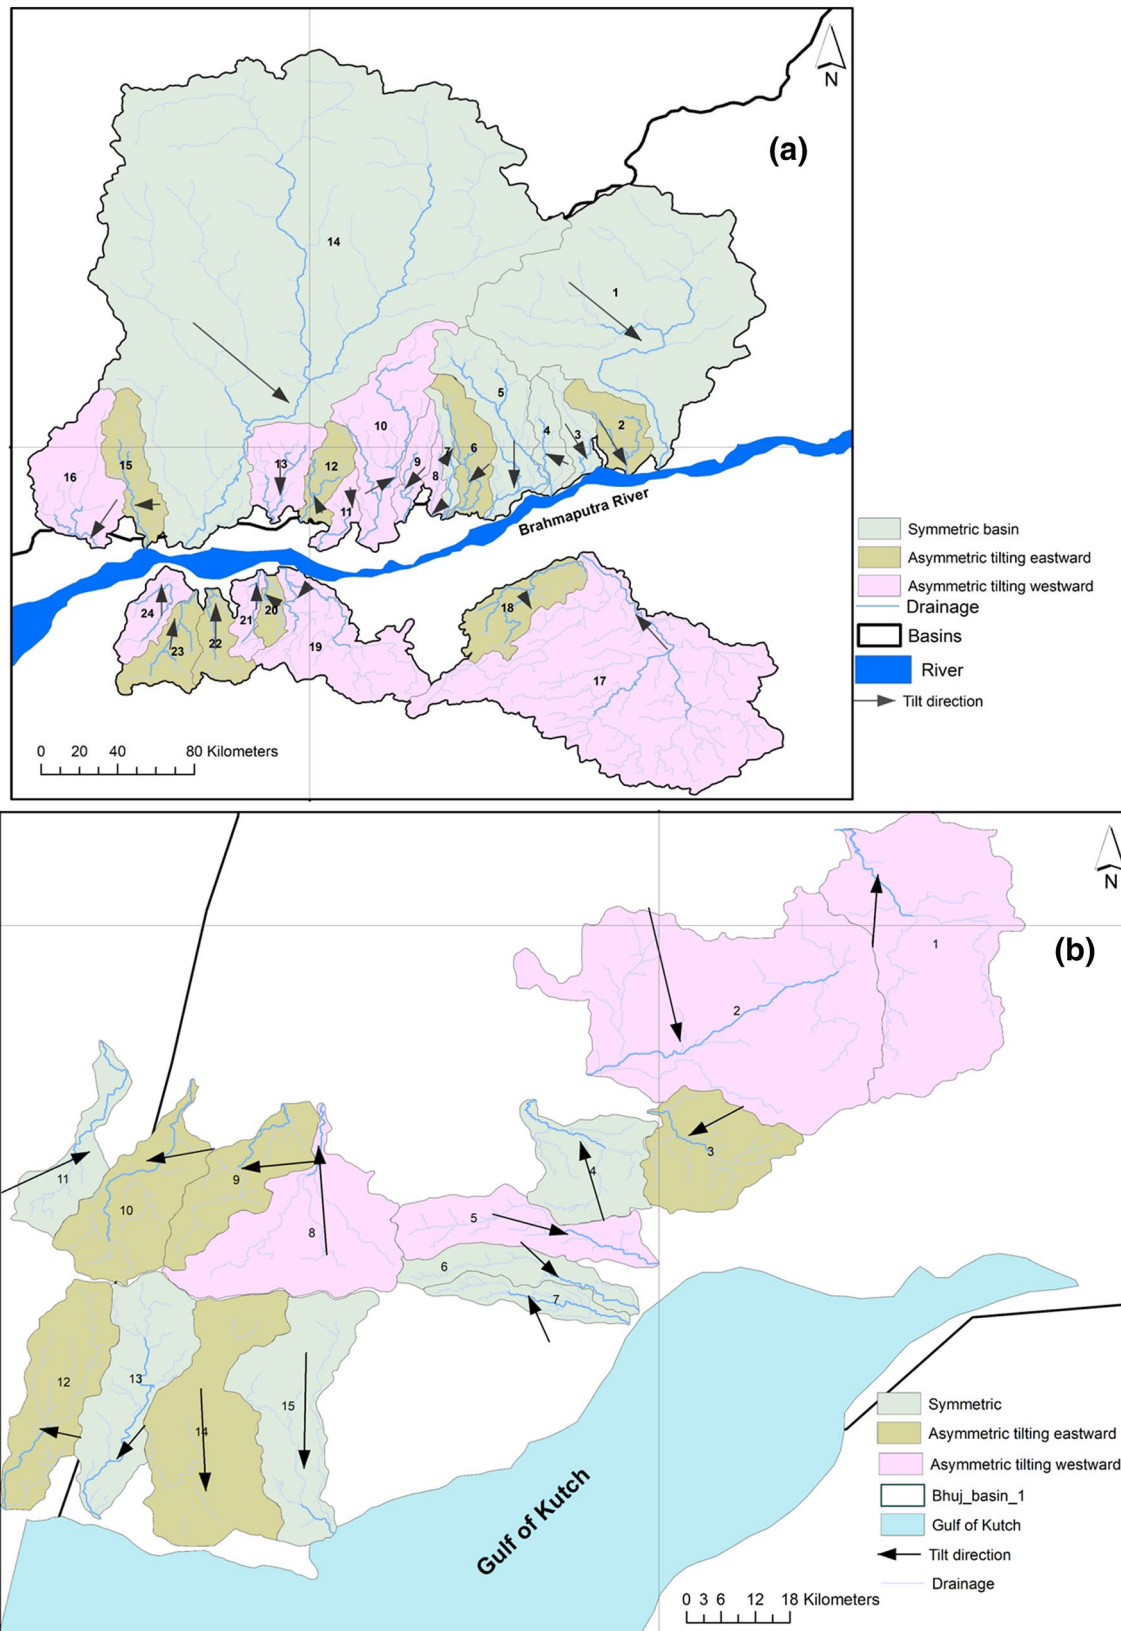 N
(a)
14
1
5
4
3
2
10
9
8
7
6
13
12
11
16
15
Brahmaputra River
24
23
22
21
20
19
18
17
0 20 40 80 Kilometers
Symmetric basin
Asymmetric tilting eastward
Asymmetric tilting westward
Drainage
Basins
River
Tilt direction
N
(b)
1
2
3
4
5
6
7
8
9
10
11
12
13
14
15
Gulf of Kutch
Symmetric
Asymmetric tilting eastward
Asymmetric tilting westward
Bhuj_basin_1
Gulf of Kutch
Tilt direction
Drainage
0 3 6 12 18 Kilometers